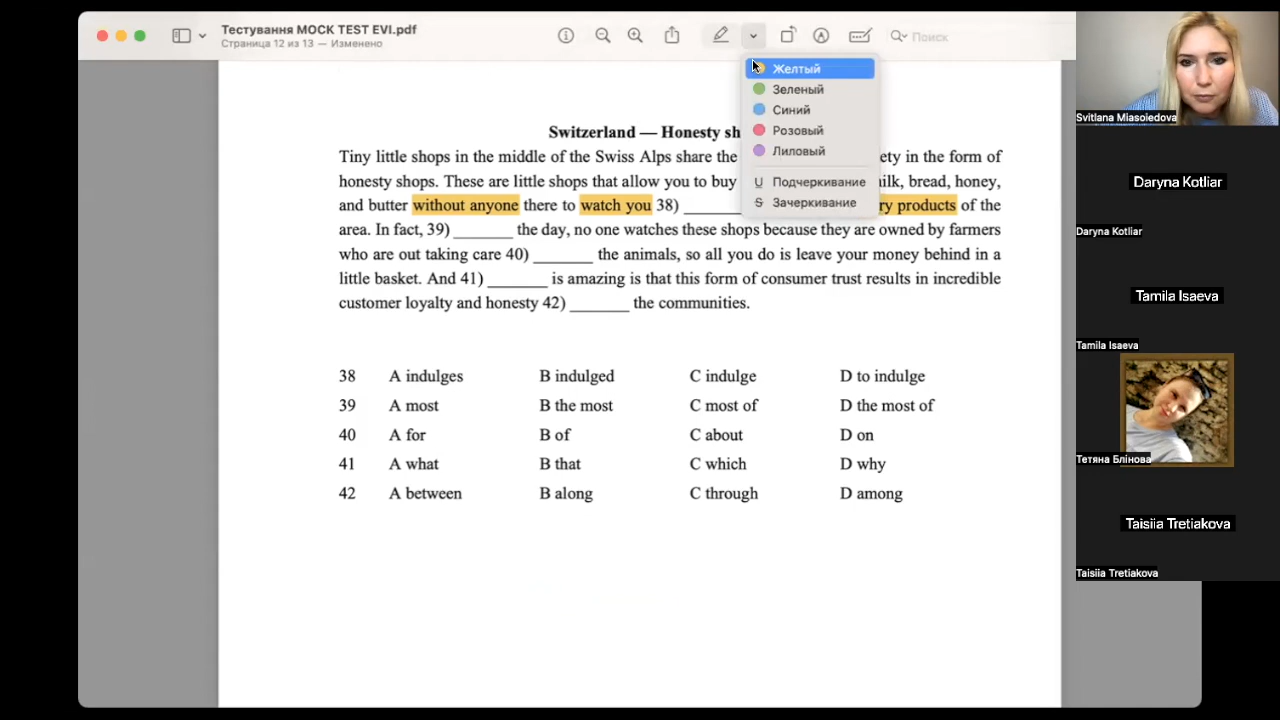 Тестування MOCK TEST EVI.pdf
Страница 12 из 13 — Изменено
Поиск
Желтый
Зеленый
Синий
Розовый
Лиловый
U Подчеркивание
S Зачеркивание
Switzerland — Honesty sh
Tiny little shops in the middle of the Swiss Alps share the ety in the form of
honesty shops. These are little shops that allow you to buy ilk, bread, honey,
and butter without anyone there to watch you 38) _______ ry products of the
area. In fact, 39) _______ the day, no one watches these shops because they are owned by farmers
who are out taking care 40) _______ the animals, so all you do is leave your money behind in a
little basket. And 41) _______ is amazing is that this form of consumer trust results in incredible
customer loyalty and honesty 42) _______ the communities.
38 A indulges B indulged C indulge D to indulge
39 A most B the most C most of D the most of
40 A for B of C about D on
41 A what B that C which D why
42 A between B along C through D among
Svitlana Miasoiedova
Daryna Kotliar
Daryna Kotliar
Tamila Isaeva
Tamila Isaeva
Тетяна Блінова
Taisiia Tretiakova
Taisiia Tretiakova